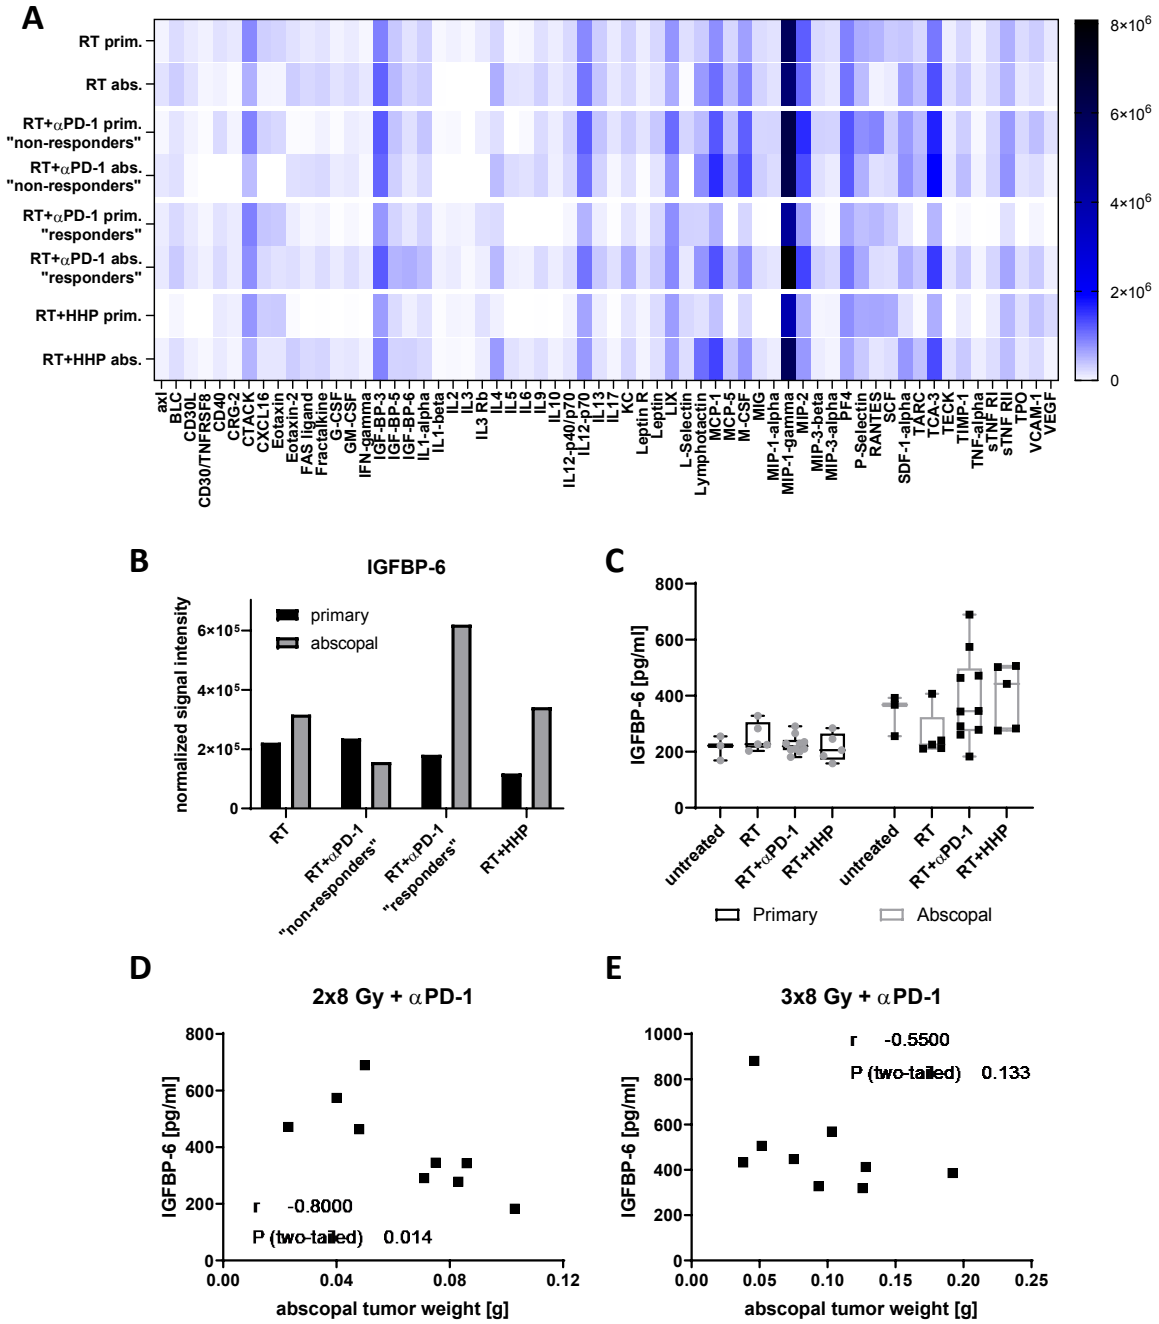 A
RT prim.
RT abs.
RT+αPD-1 prim.
"non-responders"
RT+αPD-1 abs.
"non-responders"
RT+αPD-1 prim.
"responders"
RT+αPD-1 abs.
"responders"
RT+HHP prim.
RT+HHP abs.
8×10⁶
6×10⁶
4×10⁶
2×10⁶
0
axl
BLC
CD30L
CD30/TNFRSF8
CD40
CRG-2
CTACK
CXCL16
Eotaxin
Eotaxin-2
FAS ligand
Fractalkine
G-CSF
GM-CSF
IFN-gamma
IGF-BP-3
IGF-BP-5
IGF-BP-6
IL1-alpha
IL1-beta
IL2
IL3
IL3 Rb
IL4
IL5
IL6
IL9
IL10
IL12-p40/p70
IL12-p70
IL13
IL17
KC
Leptin R
Leptin
LIX
L-Selectin
Lymphotactin
MCP-1
MCP-5
M-CSF
MIG
MIP-1-alpha
MIP-1-gamma
MIP-2
MIP-3-beta
MIP-3-alpha
PF4
P-Selectin
RANTES
SCF
SDF-1-alpha
TARC
TCA-3
TECK
TIMP-1
TNF-alpha
sTNF RI
sTNF RII
TPO
VCAM-1
VEGF
B
IGFBP-6
normalized signal intensity
6×10⁵
4×10⁵
2×10⁵
0
primary
abscopal
RT
RT+αPD-1
"non-responders"
RT+αPD-1
"responders"
RT+HHP
C
IGFBP-6 [pg/ml]
800
600
400
200
0
untreated
RT
RT+αPD-1
RT+HHP
untreated
RT
RT+αPD-1
RT+HHP
Primary
Abscopal
D
2x8 Gy + αPD-1
IGFBP-6 [pg/ml]
800
600
400
200
0
r -0.8000
P (two-tailed) 0.014
0.00 0.04 0.08 0.12
abscopal tumor weight [g]
E
3x8 Gy + αPD-1
IGFBP-6 [pg/ml]
1000
800
600
400
200
0
r -0.5500
P (two-tailed) 0.133
0.00 0.05 0.10 0.15 0.20 0.25
abscopal tumor weight [g]